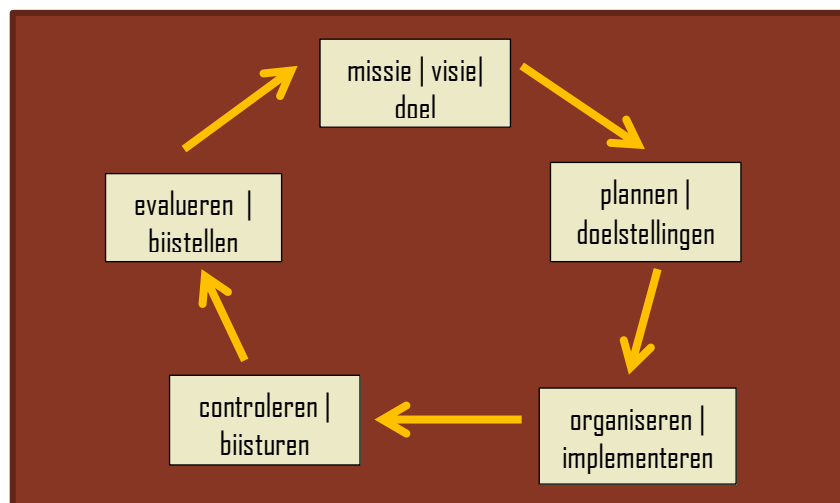 missie | visie|
doel
plannen |
doelstellingen
organiseren |
implementeren
controleren |
bijsturen
evalueren |
bijstellen